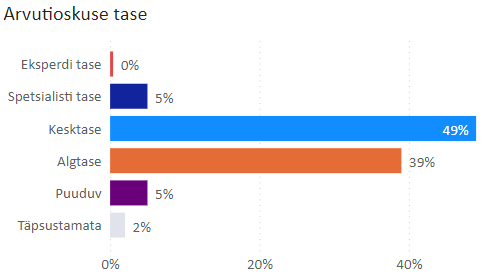 Arvutioskuse tase
Eksperdi tase 0%
Spetsialisti tase 5%
Kesktase 49%
Algtase 39%
Puuduv 5%
Täpsustamata 2%
0% 20% 40%